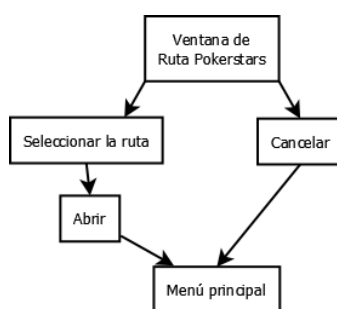 Ventana de
Ruta Pokerstars
Seleccionar la ruta
Cancelar
Abrir
Menú principal